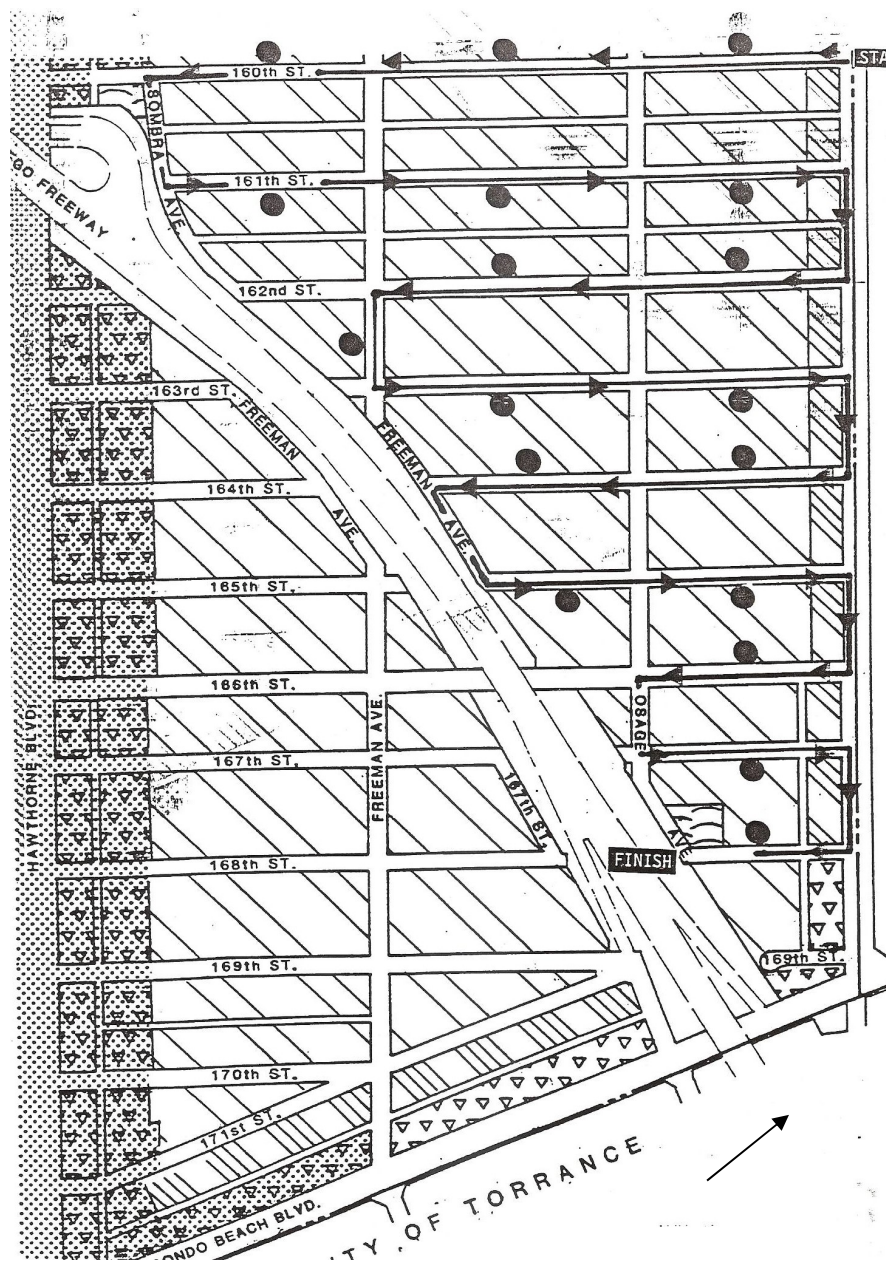 STA
160th ST.
SOMBRA
AVE.
161th ST.
GO FREEWAY
162nd ST.
163rd ST.
FREEMAN
AVE.
FREEMAN
AVE.
164th ST.
165th ST.
166th ST.
OSAGE
AVE
FREEMAN AVE.
HAWTHORNE BLVD.
167th ST.
167th ST.
168th ST.
FINISH
169th ST.
169th ST.
170th ST.
171st ST.
ONDO BEACH BLVD.
ITY OF TORRANCE